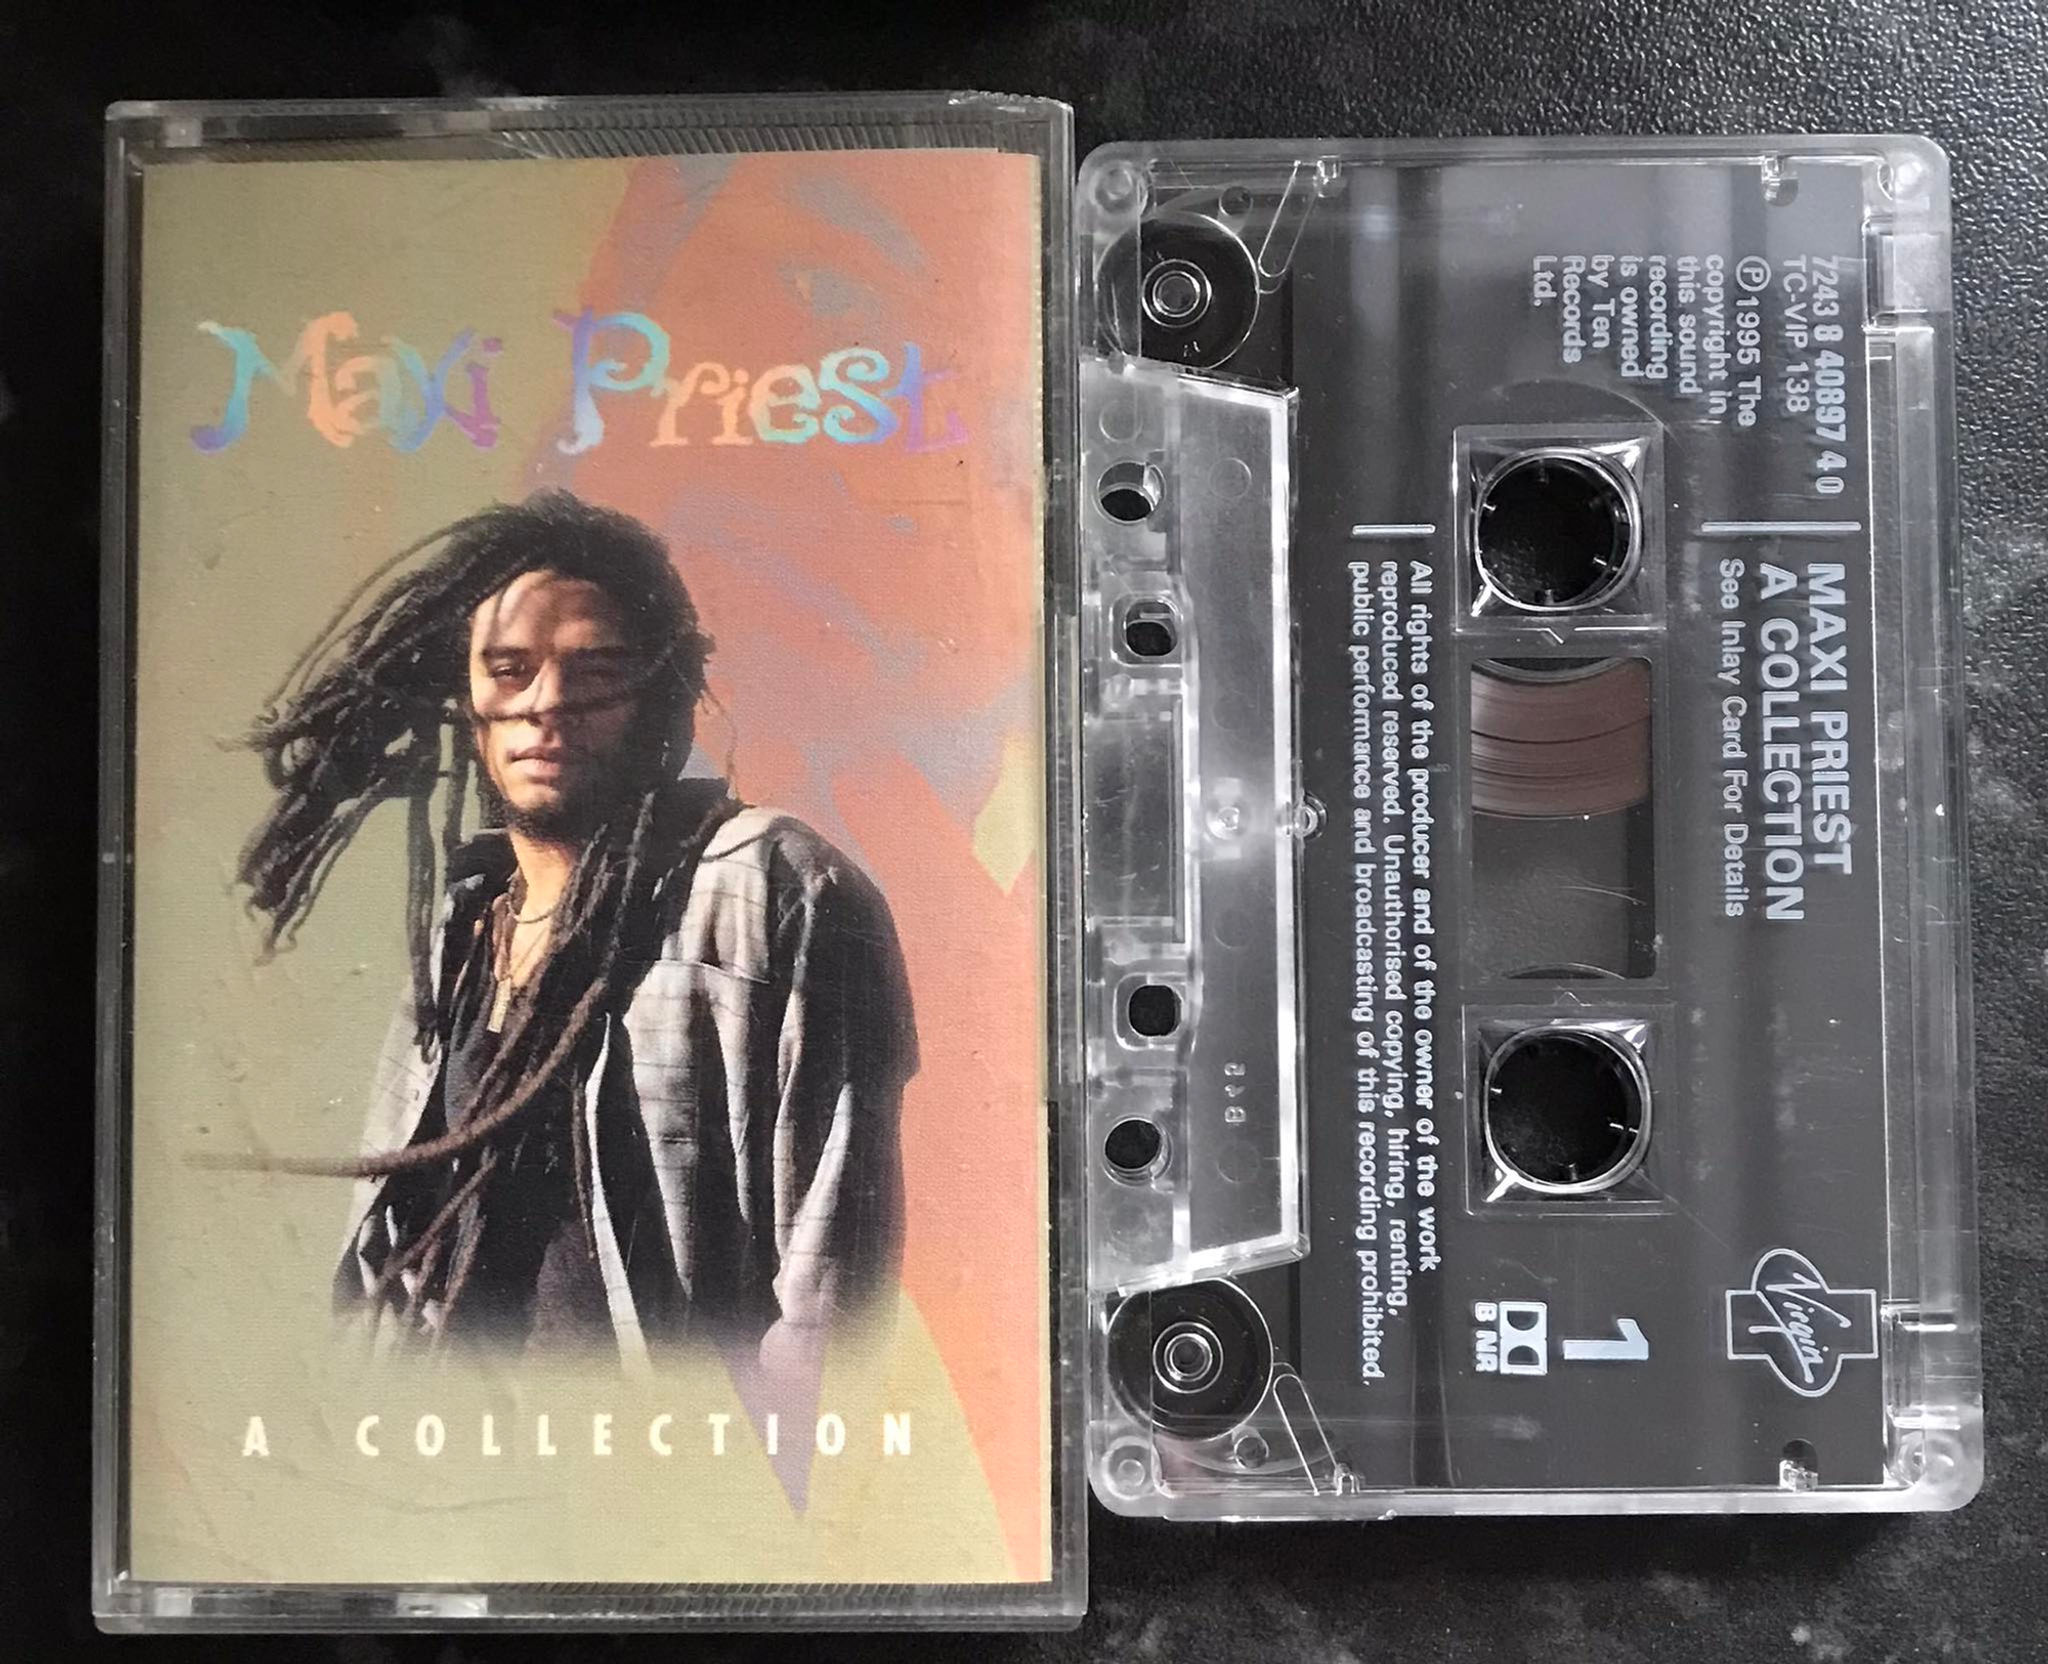 Maxi Priest
A COLLECTION
7243 8 40897 4 0
TC-VIP 138
℗1995 The
copyright in
this sound
recording
is owned
by Ten
Records
Ltd.
MAXI PRIEST
A COLLECTION
See Inlay Card For Details
Virgin
1
B NR
All rights of the producer and of the owner of the work
reproduced reserved. Unauthorised copying, hiring, renting,
public performance and broadcasting of this recording prohibited.